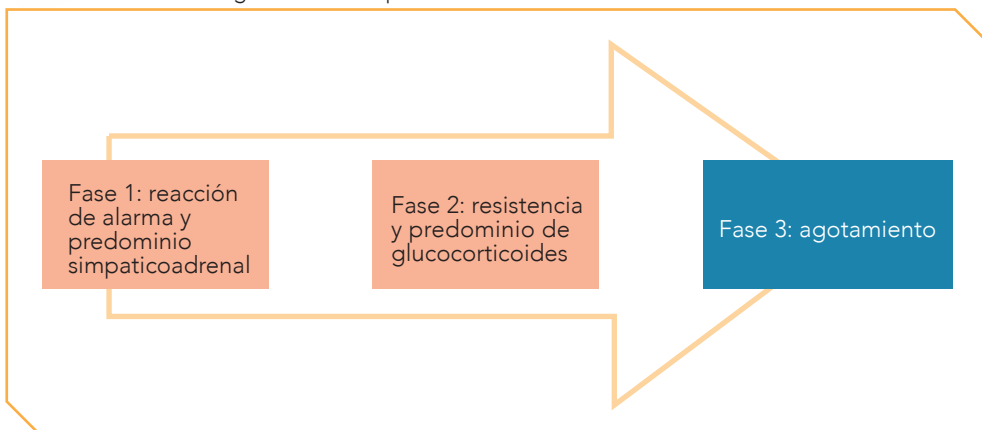 Fase 1: reacción
de alarma y
predominio
simpaticoadrenal
Fase 2: resistencia
y predominio de
glucocorticoides
Fase 3: agotamiento